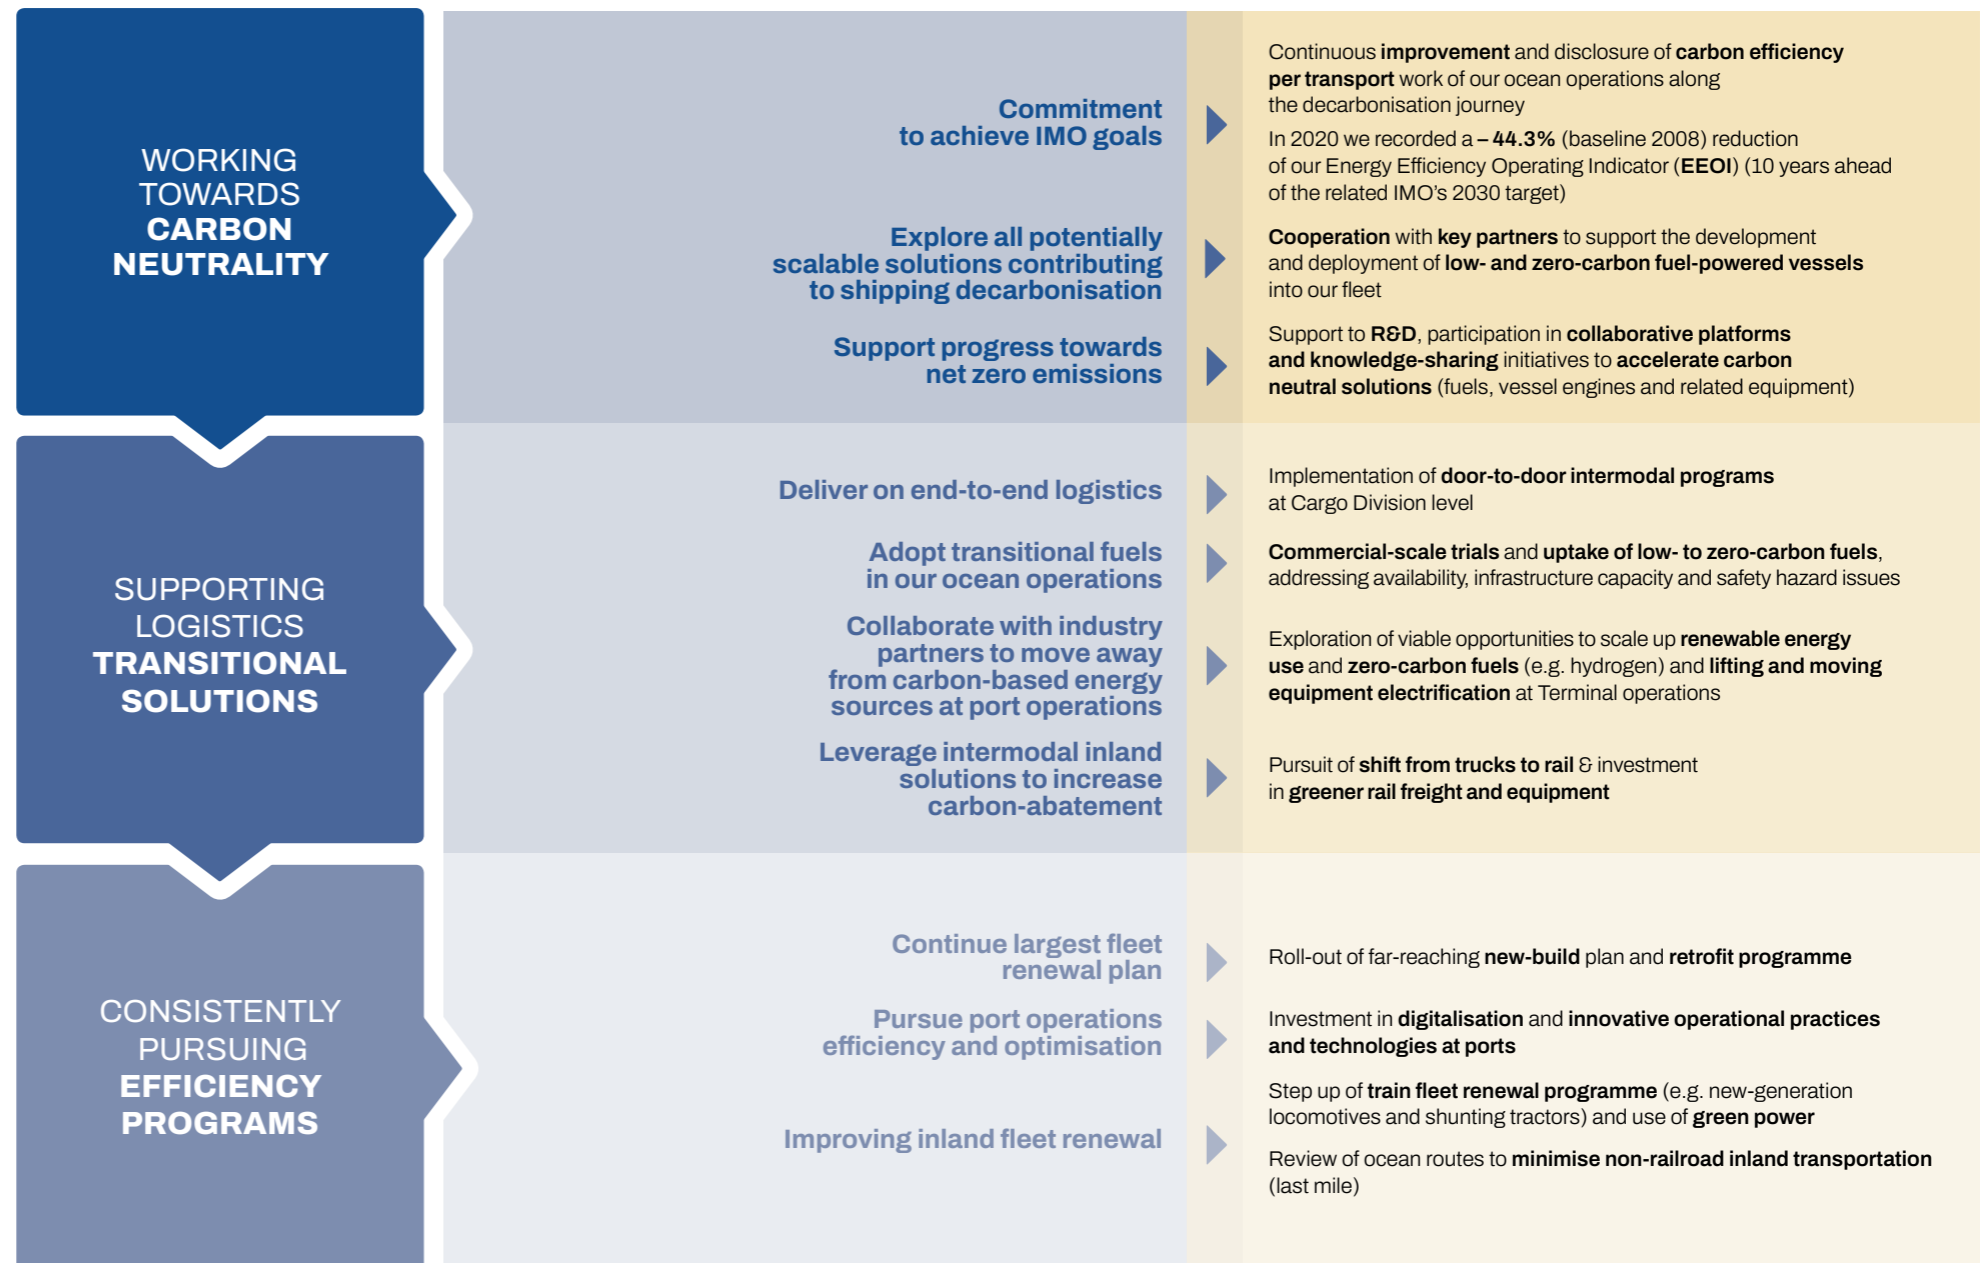 WORKING
TOWARDS
CARBON
NEUTRALITY
Commitment
to achieve IMO goals
Continuous improvement and disclosure of carbon efficiency
per transport work of our ocean operations along
the decarbonisation journey
In 2020 we recorded a – 44.3% (baseline 2008) reduction
of our Energy Efficiency Operating Indicator (EEOI) (10 years ahead
of the related IMO's 2030 target)
Explore all potentially
scalable solutions contributing
to shipping decarbonisation
Cooperation with key partners to support the development
and deployment of low- and zero-carbon fuel-powered vessels
into our fleet
Support progress towards
net zero emissions
Support to R&D, participation in collaborative platforms
and knowledge-sharing initiatives to accelerate carbon
neutral solutions (fuels, vessel engines and related equipment)
SUPPORTING
LOGISTICS
TRANSITIONAL
SOLUTIONS
Deliver on end-to-end logistics
Implementation of door-to-door intermodal programs
at Cargo Division level
Adopt transitional fuels
in our ocean operations
Commercial-scale trials and uptake of low- to zero-carbon fuels,
addressing availability, infrastructure capacity and safety hazard issues
Collaborate with industry
partners to move away
from carbon-based energy
sources at port operations
Exploration of viable opportunities to scale up renewable energy
use and zero-carbon fuels (e.g. hydrogen) and lifting and moving
equipment electrification at Terminal operations
Leverage intermodal inland
solutions to increase
carbon-abatement
Pursuit of shift from trucks to rail & investment
in greener rail freight and equipment
CONSISTENTLY
PURSUING
EFFICIENCY
PROGRAMS
Continue largest fleet
renewal plan
Roll-out of far-reaching new-build plan and retrofit programme
Pursue port operations
efficiency and optimisation
Investment in digitalisation and innovative operational practices
and technologies at ports
Improving inland fleet renewal
Step up of train fleet renewal programme (e.g. new-generation
locomotives and shunting tractors) and use of green power
Review of ocean routes to minimise non-railroad inland transportation
(last mile)